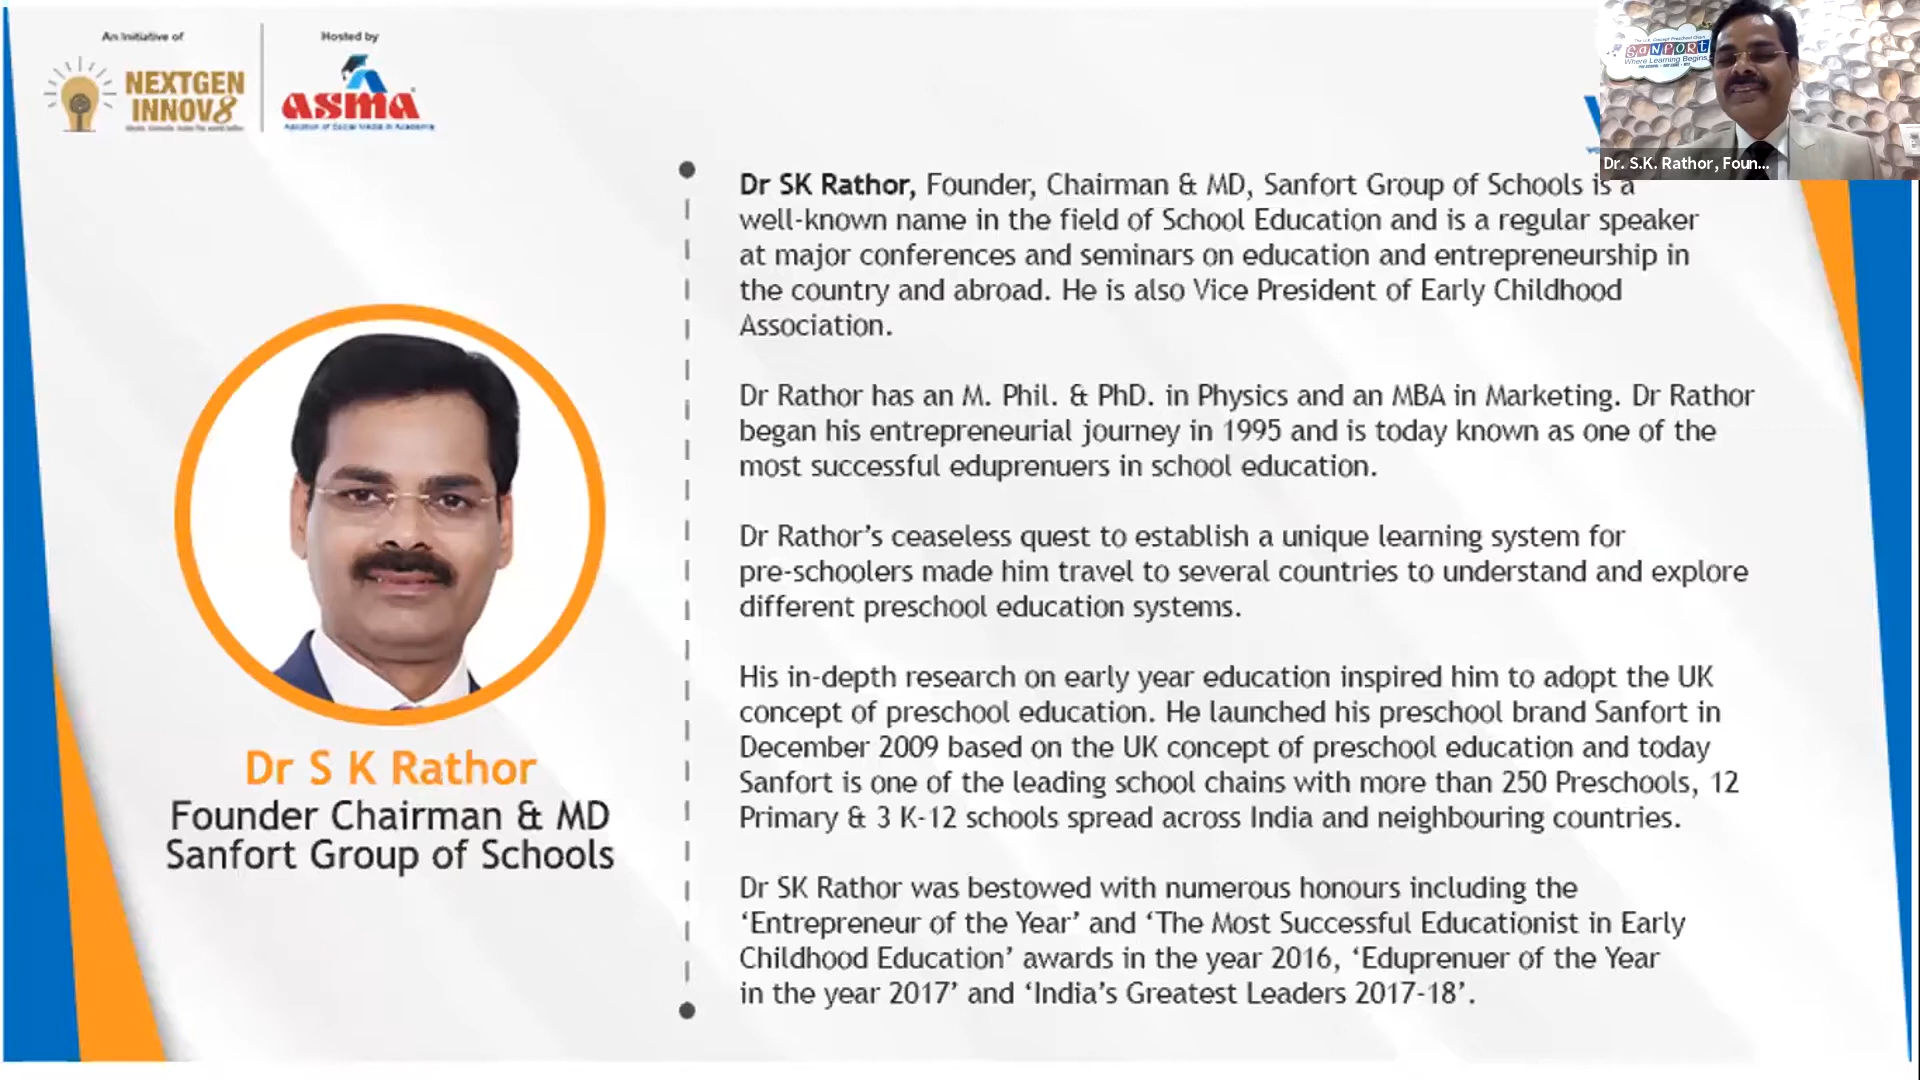 An Initiative of
NEXTGEN
INNOV8
Hosted by
ASMA
Adoption of Social Media in Academia
SANFORT
Where Learning Begins
Dr. S.K. Rathor, Foun...
Dr SK Rathor, Founder, Chairman & MD, Sanfort Group of Schools is a
well-known name in the field of School Education and is a regular speaker
at major conferences and seminars on education and entrepreneurship in
the country and abroad. He is also Vice President of Early Childhood
Association.
Dr Rathor has an M. Phil. & PhD. in Physics and an MBA in Marketing. Dr Rathor
began his entrepreneurial journey in 1995 and is today known as one of the
most successful eduprenuers in school education.
Dr Rathor’s ceaseless quest to establish a unique learning system for
pre-schoolers made him travel to several countries to understand and explore
different preschool education systems.
His in-depth research on early year education inspired him to adopt the UK
concept of preschool education. He launched his preschool brand Sanfort in
December 2009 based on the UK concept of preschool education and today
Sanfort is one of the leading school chains with more than 250 Preschools, 12
Primary & 3 K-12 schools spread across India and neighbouring countries.
Dr SK Rathor was bestowed with numerous honours including the
‘Entrepreneur of the Year’ and ‘The Most Successful Educationist in Early
Childhood Education’ awards in the year 2016, ‘Eduprenuer of the Year
in the year 2017’ and ‘India’s Greatest Leaders 2017-18’.
Dr S K Rathor
Founder Chairman & MD
Sanfort Group of Schools